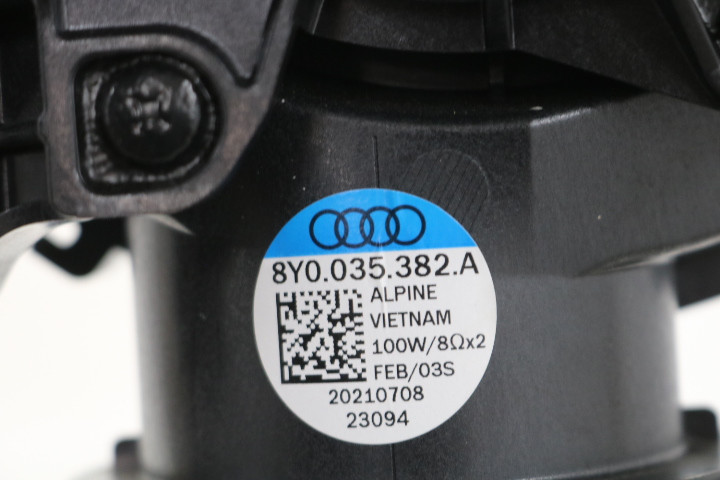 8Y0.035.382.A
ALPINE
VIETNAM
100W/8Ωx2
FEB/03S
20210708
23094